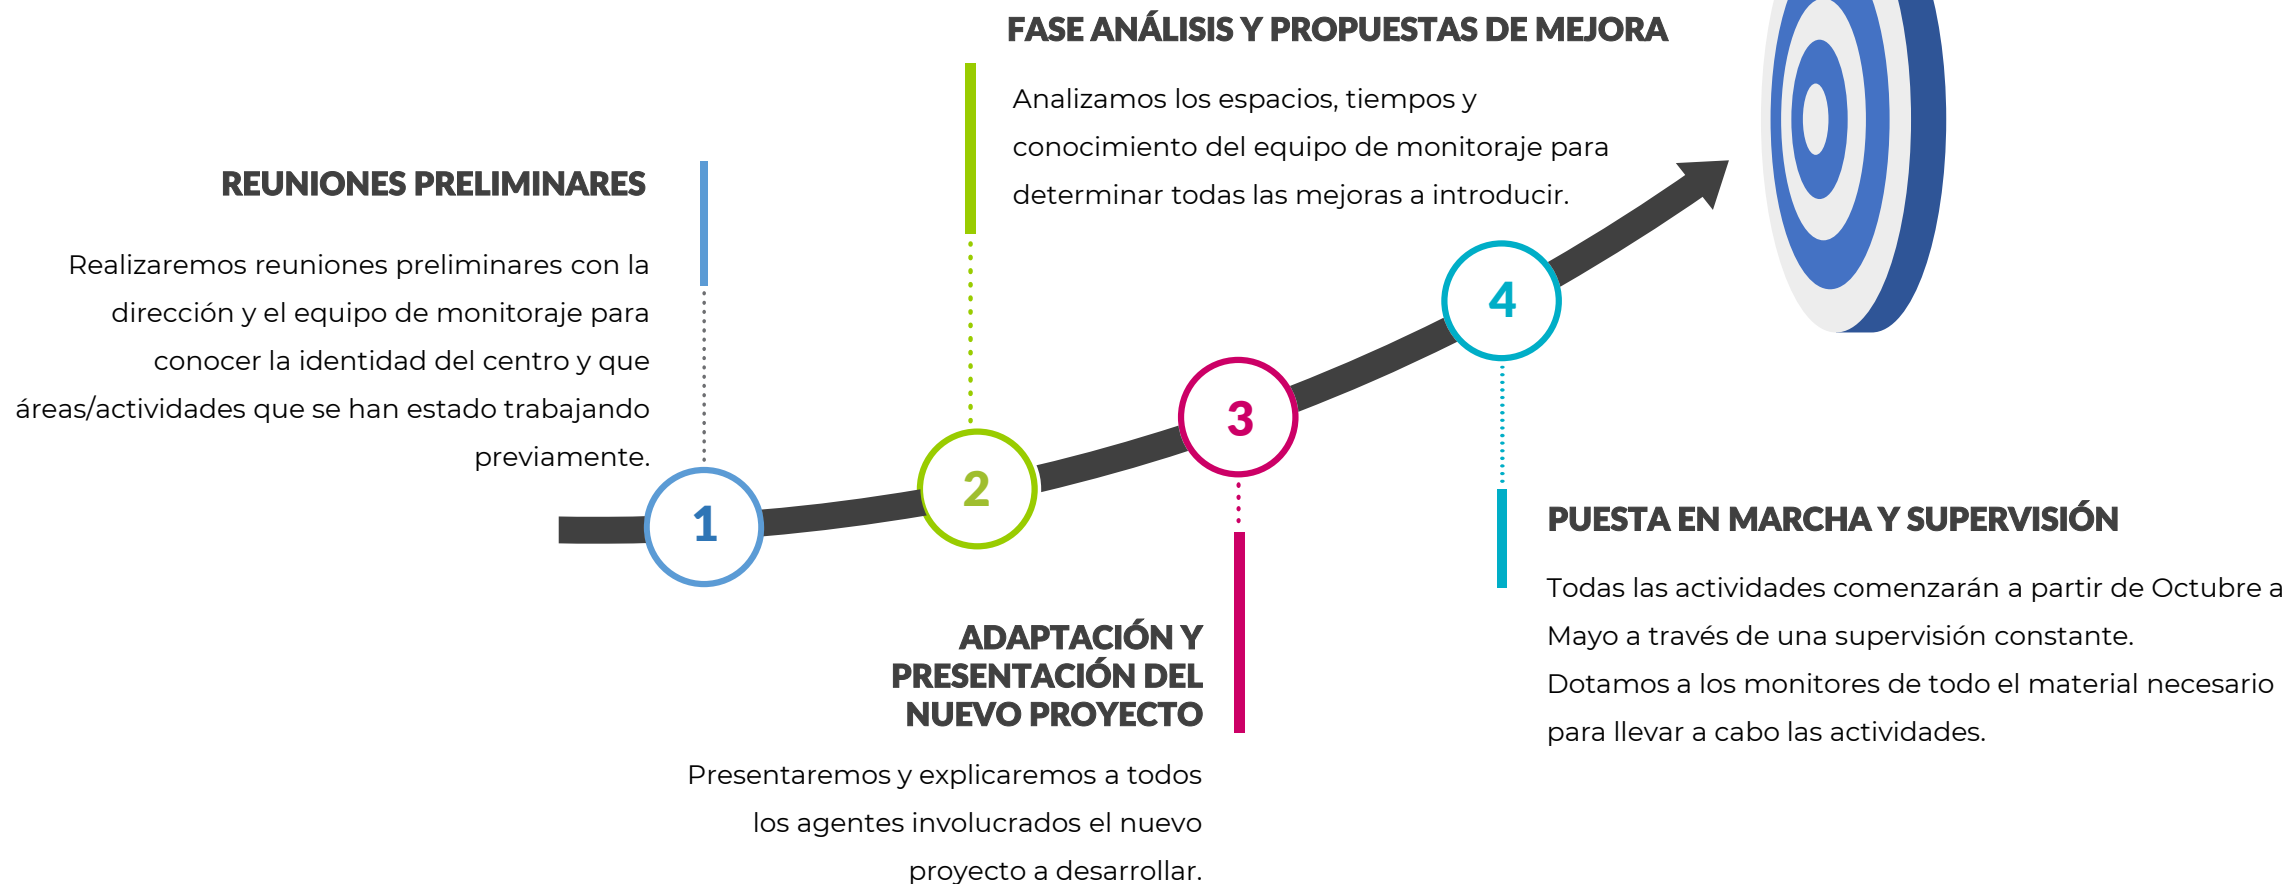 REUNIONES PRELIMINARES
Realizaremos reuniones preliminares con la
dirección y el equipo de monitoraje para
conocer la identidad del centro y que
áreas/actividades que se han estado trabajando
previamente.
1
FASE ANÁLISIS Y PROPUESTAS DE MEJORA
Analizamos los espacios, tiempos y
conocimiento del equipo de monitoraje para
determinar todas las mejoras a introducir.
2
3
ADAPTACIÓN Y
PRESENTACIÓN DEL
NUEVO PROYECTO
Presentaremos y explicaremos a todos
los agentes involucrados el nuevo
proyecto a desarrollar.
4
PUESTA EN MARCHA Y SUPERVISIÓN
Todas las actividades comenzarán a partir de Octubre a
Mayo a través de una supervisión constante.
Dotamos a los monitores de todo el material necesario
para llevar a cabo las actividades.